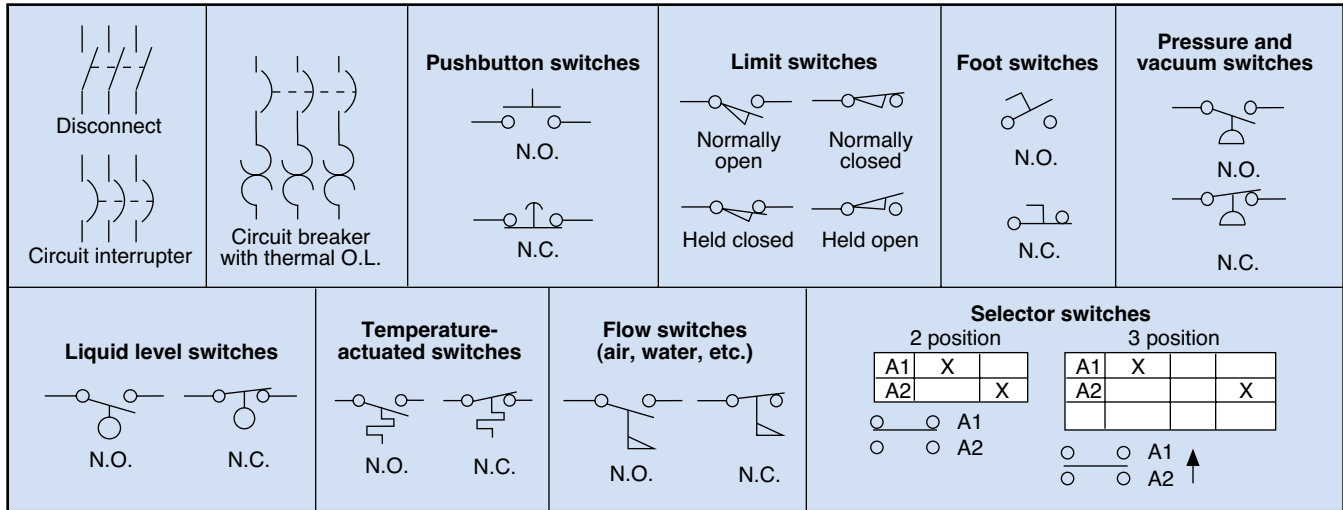 Disconnect
Circuit interrupter
Circuit breaker
with thermal O.L.
Pushbutton switches
N.O.
N.C.
Limit switches
Normally
open
Normally
closed
Held closed
Held open
Foot switches
N.O.
N.C.
Pressure and
vacuum switches
N.O.
N.C.
Liquid level switches
N.O.
N.C.
Temperature-
actuated switches
N.O.
N.C.
Flow switches
(air, water, etc.)
N.O.
N.C.
Selector switches
2 position
A1 X
A2 X
A1
A2
3 position
A1 X
A2 X
A1
A2